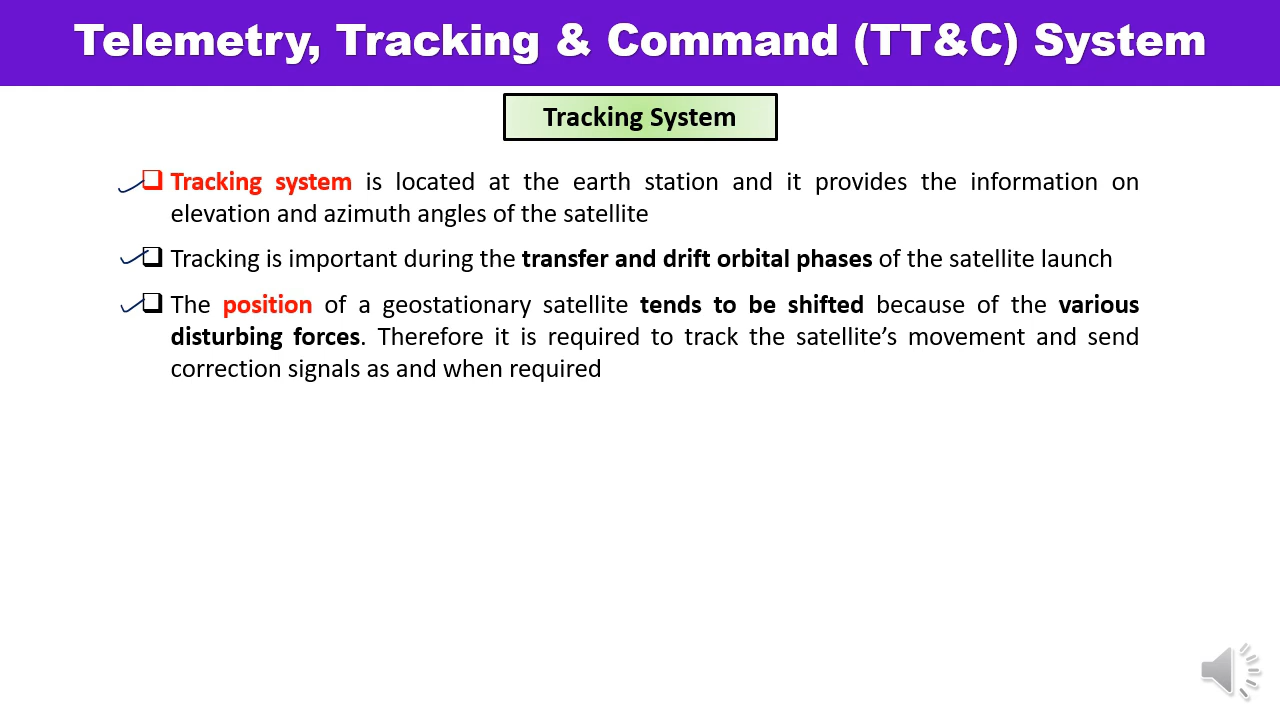 Telemetry, Tracking & Command (TT&C) System
Tracking System
Tracking system is located at the earth station and it provides the information on
elevation and azimuth angles of the satellite
Tracking is important during the transfer and drift orbital phases of the satellite launch
The position of a geostationary satellite tends to be shifted because of the various
disturbing forces. Therefore it is required to track the satellite’s movement and send
correction signals as and when required